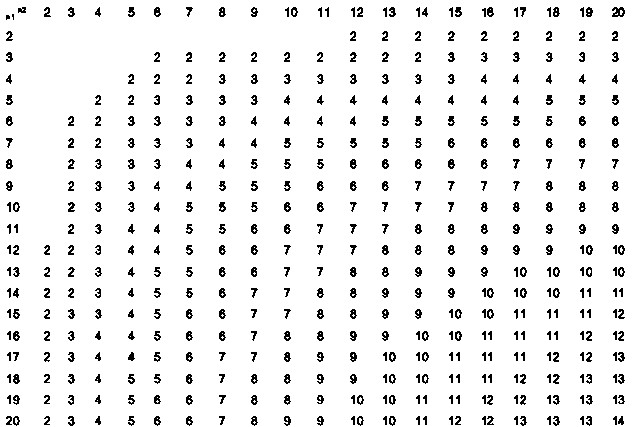 n1 n2 2 3 4 5 6 7 8 9 10 11 12 13 14 15 16 17 18 19 20
2 2 2 2 2 2 2 2 2 2
3 2 2 2 2 2 2 2 2 2 3 3 3 3 3 3
4 2 2 2 3 3 3 3 3 3 3 3 4 4 4 4 4
5 2 2 3 3 3 3 4 4 4 4 4 4 4 4 5 5 5
6 2 2 3 3 3 3 4 4 4 4 5 5 5 5 5 5 6 6
7 2 2 3 3 3 4 4 5 5 5 5 5 6 6 6 6 6 6
8 2 3 3 3 4 4 5 5 5 6 6 6 6 6 7 7 7 7
9 2 3 3 4 4 5 5 5 6 6 6 7 7 7 7 8 8 8
10 2 3 3 4 5 5 5 6 6 7 7 7 7 8 8 8 8 9
11 2 3 4 4 5 5 6 6 7 7 7 8 8 8 9 9 9 9
12 2 2 3 4 4 5 6 6 7 7 7 8 8 8 9 9 9 10 10
13 2 2 3 4 5 5 6 6 7 7 8 8 9 9 9 10 10 10 10
14 2 2 3 4 5 5 6 7 7 8 8 9 9 9 10 10 10 11 11
15 2 3 3 4 5 6 6 7 7 8 8 9 9 10 10 11 11 11 12
16 2 3 4 4 5 6 6 7 8 8 9 9 10 10 11 11 11 12 12
17 2 3 4 4 5 6 7 7 8 9 9 10 10 11 11 11 12 12 13
18 2 3 4 5 5 6 7 8 8 9 9 10 10 11 11 12 12 13 13
19 2 3 4 5 6 6 7 8 8 9 10 10 11 11 12 12 13 13 13
20 2 3 4 5 6 6 7 8 9 9 10 10 11 12 12 13 13 13 14